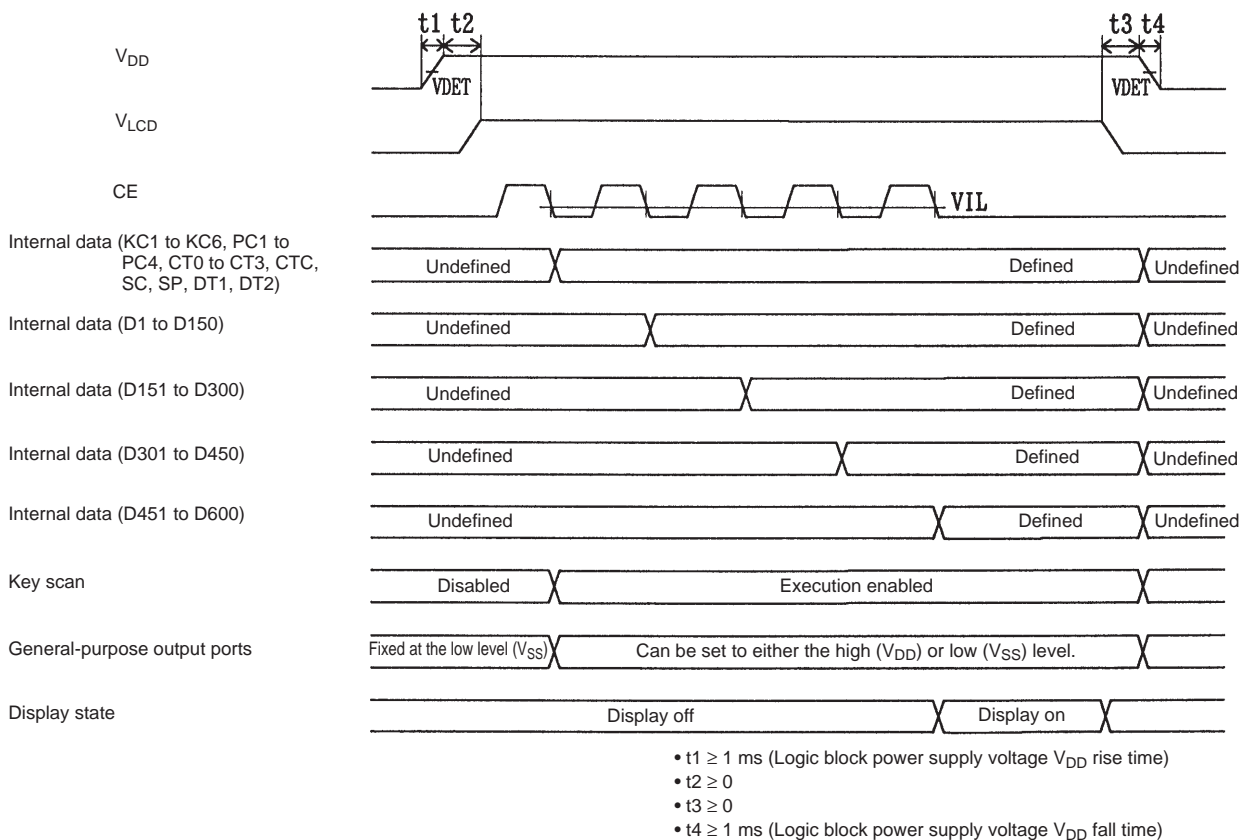 t1 t2 t3 t4
VDD
VDET VDET
VLCD
CE
VIL
Internal data (KC1 to KC6, PC1 to
PC4, CT0 to CT3, CTC,
SC, SP, DT1, DT2)
Undefined Defined Undefined
Internal data (D1 to D150)
Undefined Defined Undefined
Internal data (D151 to D300)
Undefined Defined Undefined
Internal data (D301 to D450)
Undefined Defined Undefined
Internal data (D451 to D600)
Undefined Defined Undefined
Key scan
Disabled Execution enabled
General-purpose output ports
Fixed at the low level (VSS) Can be set to either the high (VDD) or low (VSS) level.
Display state
Display off Display on
• t1 ≥ 1 ms (Logic block power supply voltage VDD rise time)
• t2 ≥ 0
• t3 ≥ 0
• t4 ≥ 1 ms (Logic block power supply voltage VDD fall time)